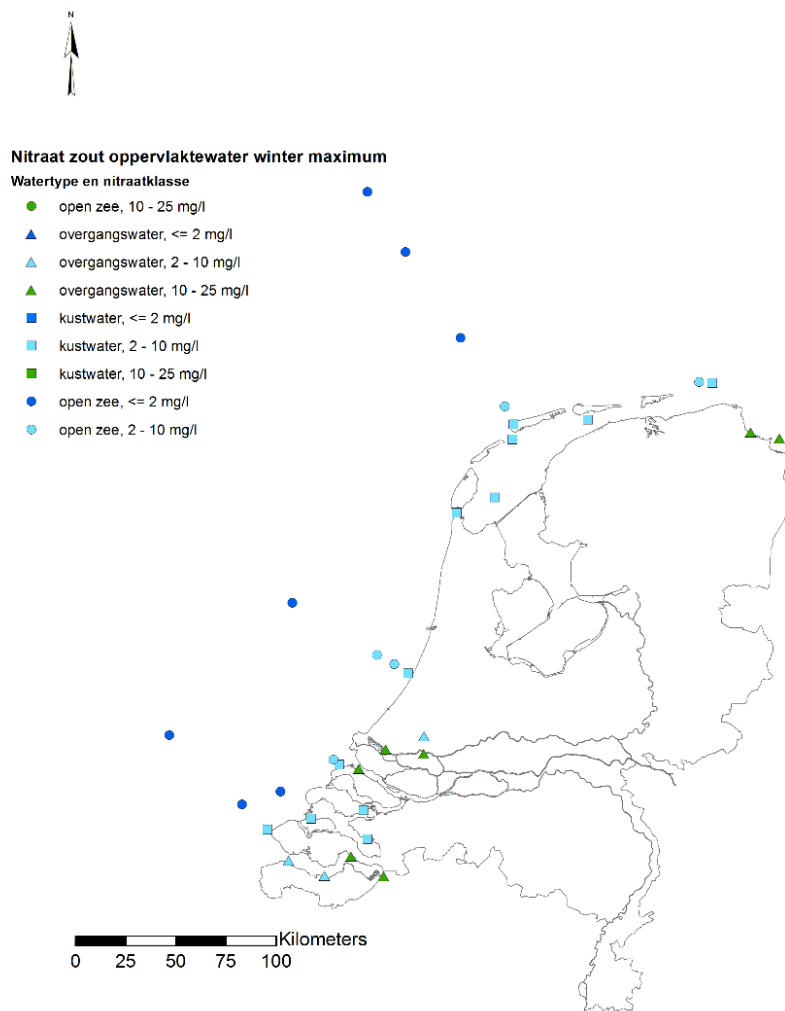 N
Nitraat zout oppervlaktewater winter maximum
Watertype en nitraatklasse
open zee, 10 - 25 mg/l
overgangswater, <= 2 mg/l
overgangswater, 2 - 10 mg/l
overgangswater, 10 - 25 mg/l
kustwater, <= 2 mg/l
kustwater, 2 - 10 mg/l
kustwater, 10 - 25 mg/l
open zee, <= 2 mg/l
open zee, 2 - 10 mg/l
Kilometers
0 25 50 75 100